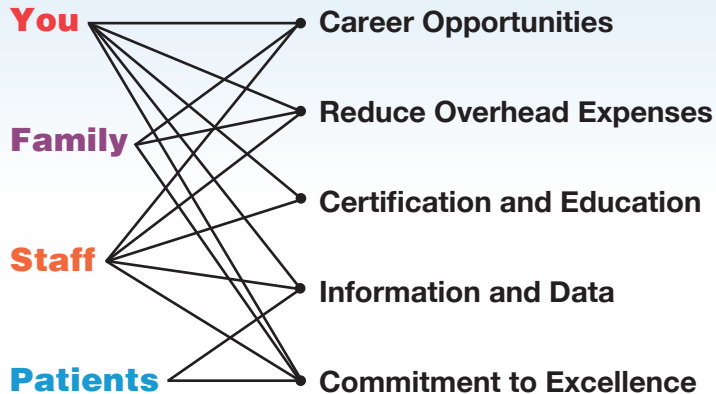 You
Career Opportunities
Reduce Overhead Expenses
Family
Certification and Education
Staff
Information and Data
Patients
Commitment to Excellence